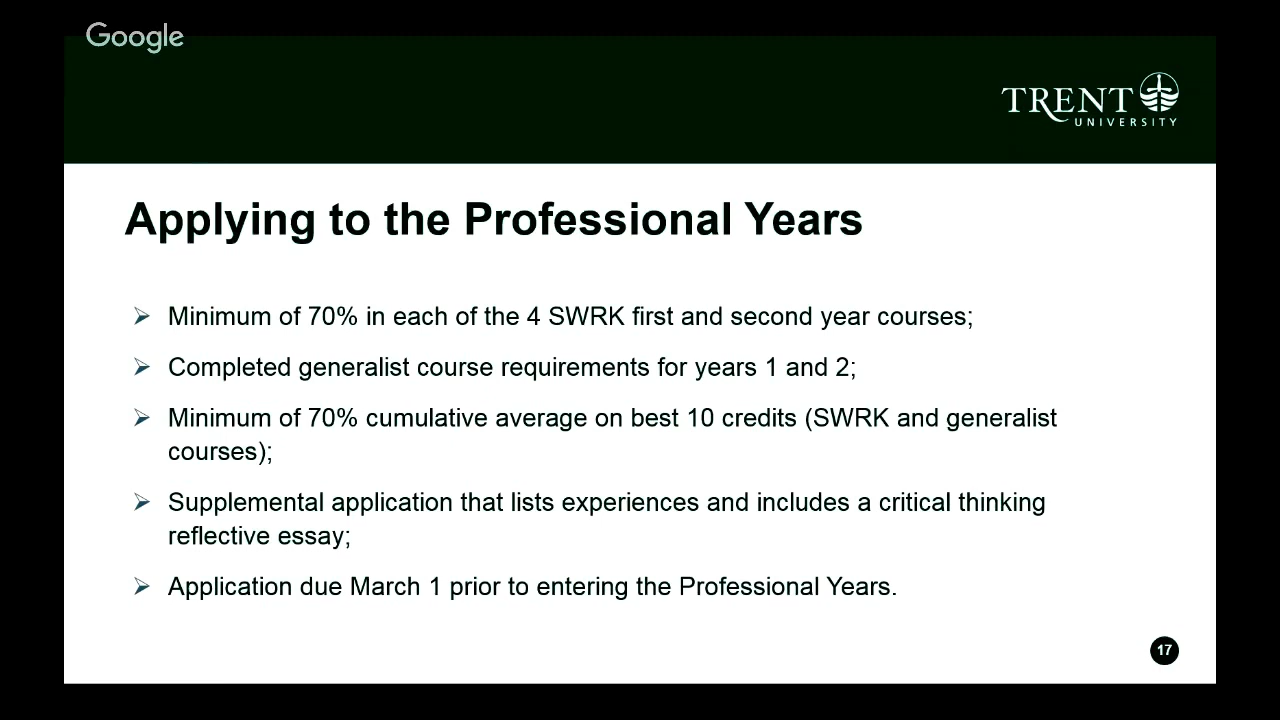 Google
TRENT
UNIVERSITY
Applying to the Professional Years
Minimum of 70% in each of the 4 SWRK first and second year courses;
Completed generalist course requirements for years 1 and 2;
Minimum of 70% cumulative average on best 10 credits (SWRK and generalist
courses);
Supplemental application that lists experiences and includes a critical thinking
reflective essay;
Application due March 1 prior to entering the Professional Years.
17